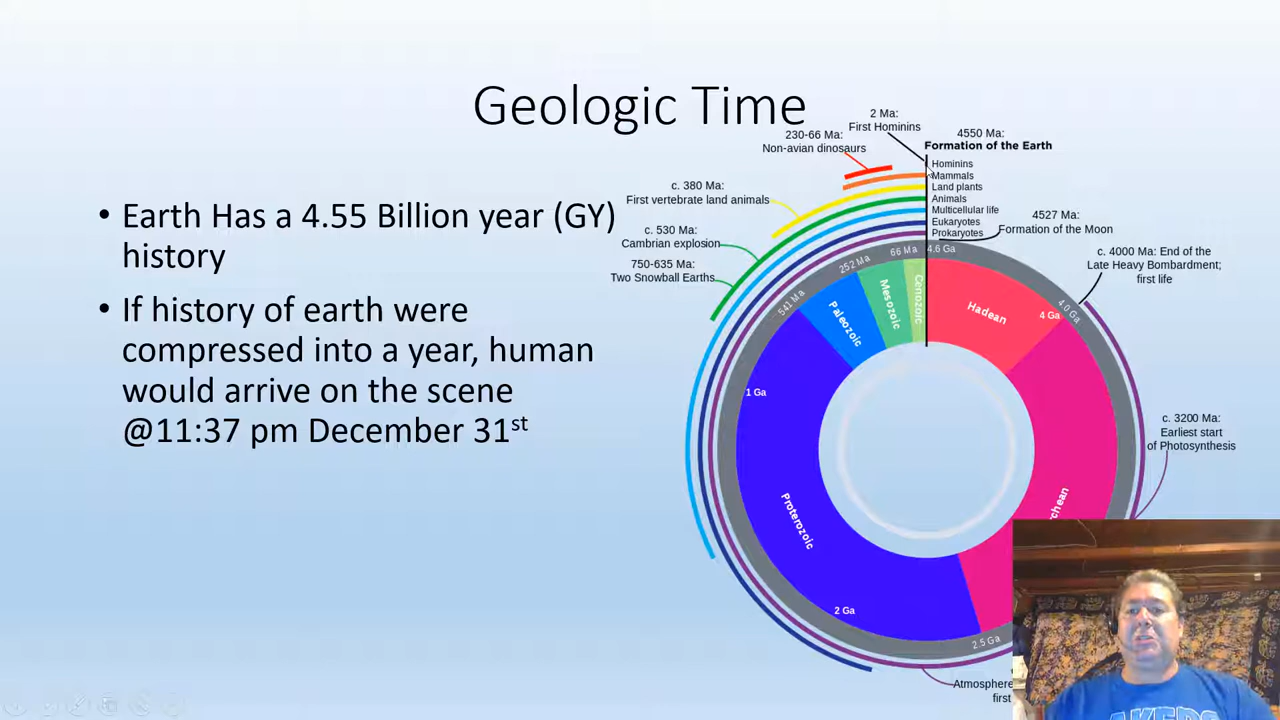 Geologic Time
• Earth Has a 4.55 Billion year (GY)
history
• If history of earth were
compressed into a year, human
would arrive on the scene
@11:37 pm December 31st
2 Ma:
First Hominins
230-66 Ma:
Non-avian dinosaurs
c. 380 Ma:
First vertebrate land animals
c. 530 Ma:
Cambrian explosion
750-635 Ma:
Two Snowball Earths
4550 Ma:
Formation of the Earth
Hominins
Mammals
Land plants
Animals
Multicellular life
Eukaryotes
Prokaryotes
4527 Ma:
Formation of the Moon
c. 4000 Ma: End of the
Late Heavy Bombardment;
first life
c. 3200 Ma:
Earliest start
of Photosynthesis
4.6 Ga
4.0 Ga
2.5 Ga
541 Ma
252 Ma
66 Ma
Hadean
4 Ga
chean
Proterozoic
2 Ga
1 Ga
Paleozoic
Mesozoic
Cenozoic
Atmosphere
first